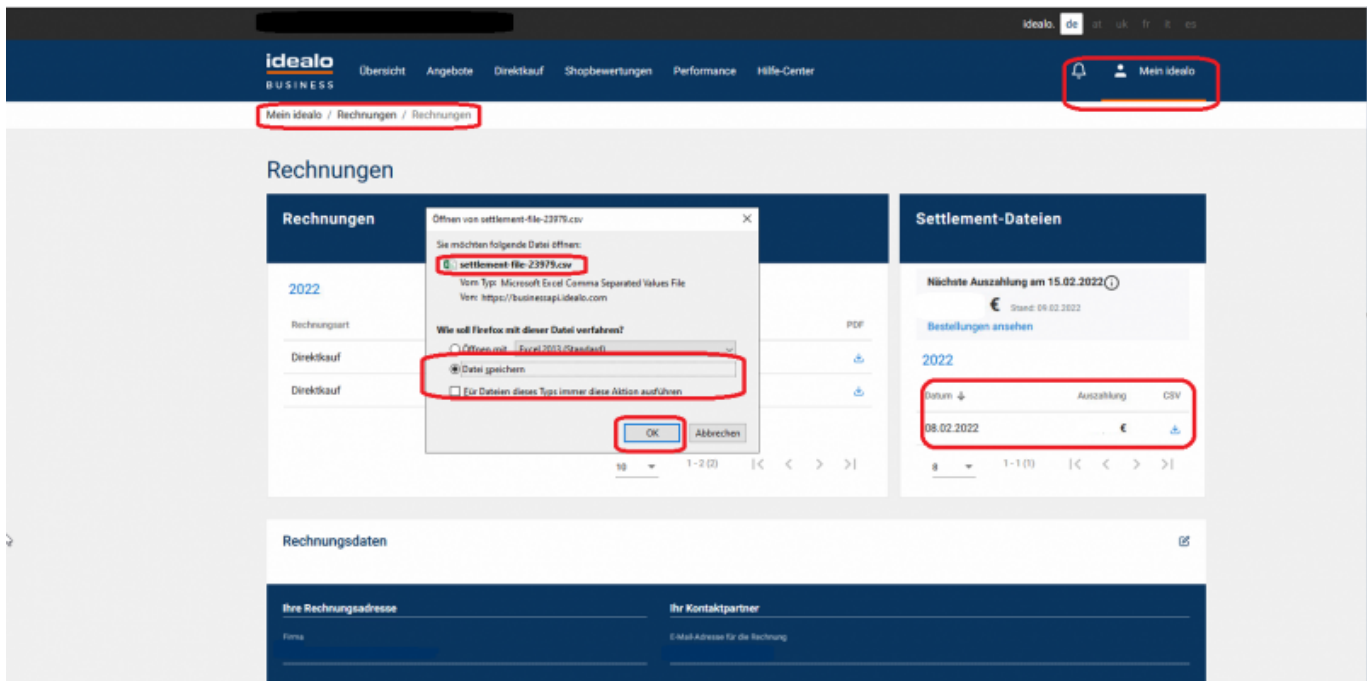 idealo. de at uk fr it es
idealo
BUSINESS
Übersicht Angebote Direktkauf Shopbewertungen Performance Hilfe-Center Mein idealo
Mein idealo / Rechnungen / Rechnungen
Rechnungen
Rechnungen
2022
Rechnungsart PDF
Direktkauf
Direktkauf
10 1-2 (2)
Öffnen von settlement-file-23979.csv
Sie möchten folgende Datei öffnen:
settlement-file-23979.csv
Vom Typ: Microsoft Excel Comma Separated Values File
Von: https://businessapi.idealo.com
Wie soll Firefox mit dieser Datei verfahren?
Öffnen mit Excel 2013 (Standard)
Datei speichern
Für Dateien dieses Typs immer diese Aktion ausführen
OK Abbrechen
Settlement-Dateien
Nächste Auszahlung am 15.02.2022
€ Stand: 09.02.2022
Bestellungen ansehen
2022
Datum Auszahlung CSV
08.02.2022 €
8 1-1 (1)
Rechnungsdaten
Ihre Rechnungsadresse
Firma
Ihr Kontaktpartner
E-Mail-Adresse für die Rechnung